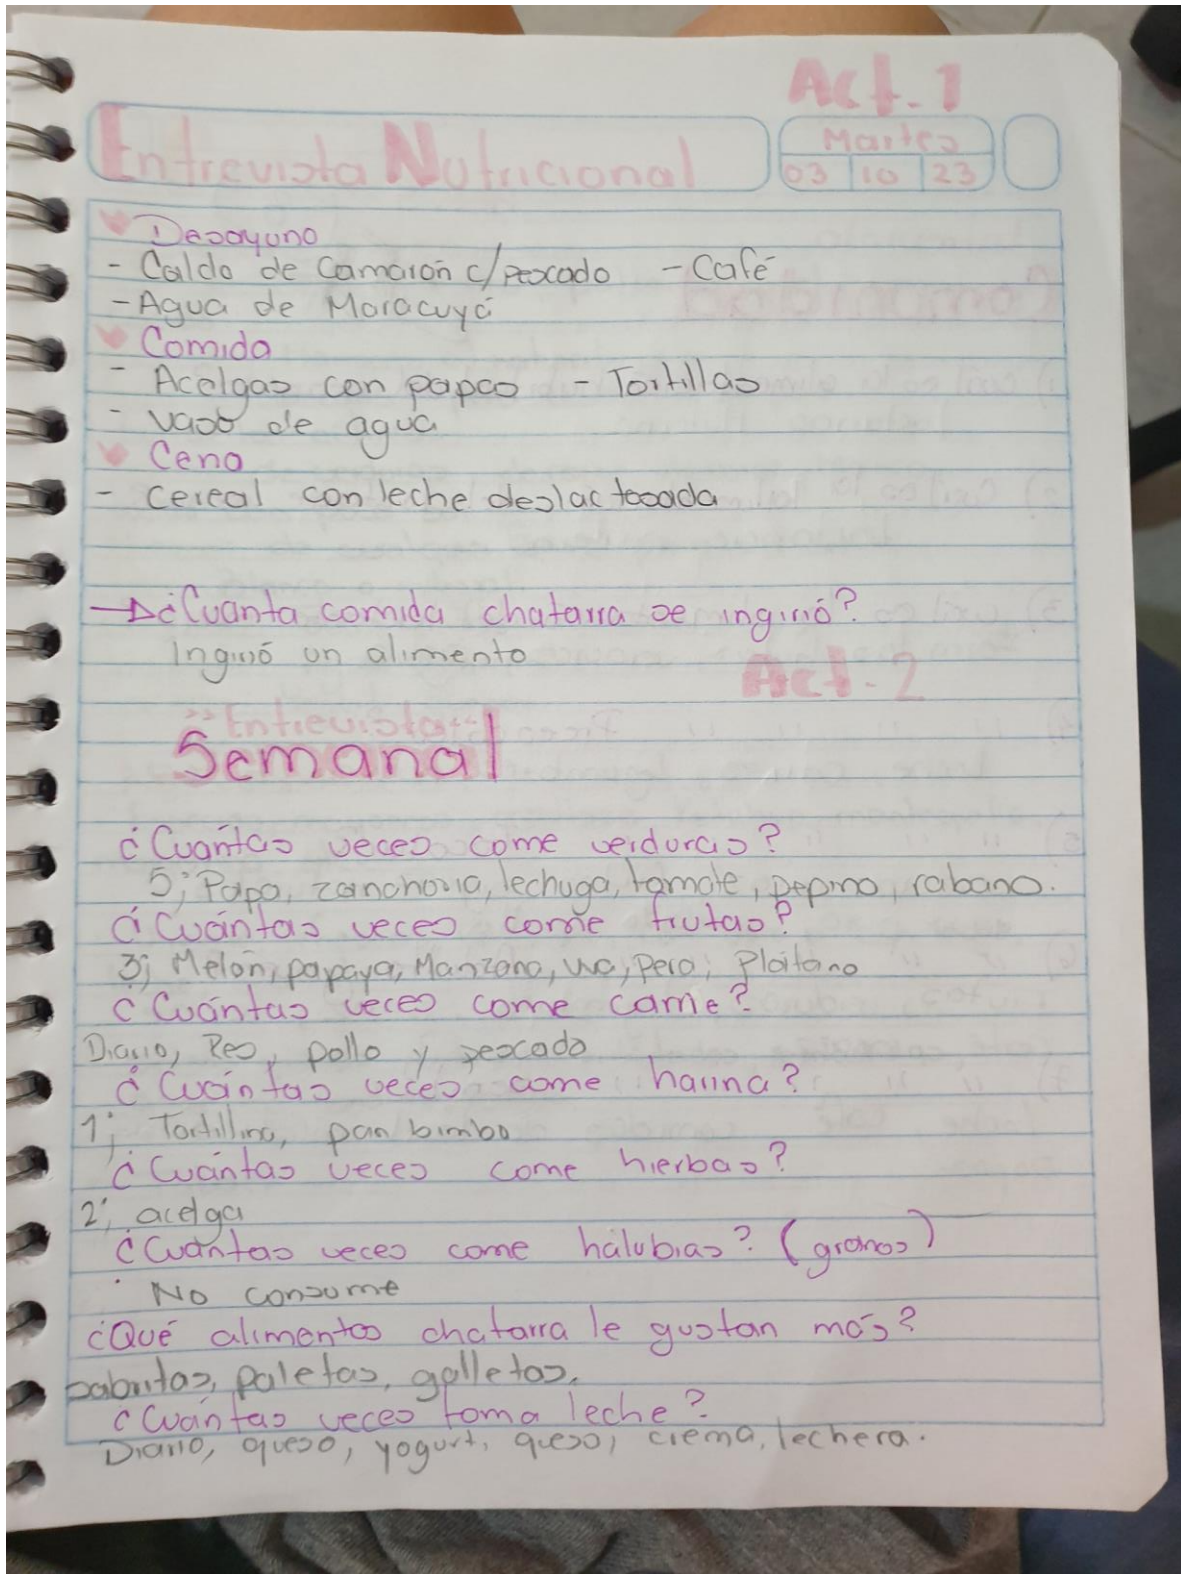 Act. 1
Entrevista Nutricional
Martes
03 10 23
Desayuno
- Caldo de Camarón c/pescado - Café
- Agua de Maracuyá
Comida
- Acelgas con papas - Tortillas
- Vaso de agua
Cena
- Cereal con leche deslactosada
→ ¿Cuanta comida chatarra se ingirió?
Ingirió un alimento
Act. 2
Entrevista
Semanal
¿Cuántas veces come verduras?
5; Papa, zanahoria, lechuga, tomate, pepino, rabano.
¿Cuántas veces come frutas?
3; Melón, papaya, Manzana, uva, pera, Plátano
¿Cuántas veces come carne?
Diario, Res, pollo y pescado
¿Cuántas veces come harina?
1; Tortillina, pan bimbo
¿Cuántas veces come hierbas?
2; acelga
¿Cuántas veces come halubias? (granos)
No consume
¿Qué alimentos chatarra le gustan más?
sabritas, paletas, galletas.
¿Cuántas veces toma leche?
Diario, queso, yogurt, queso, crema, lechera.